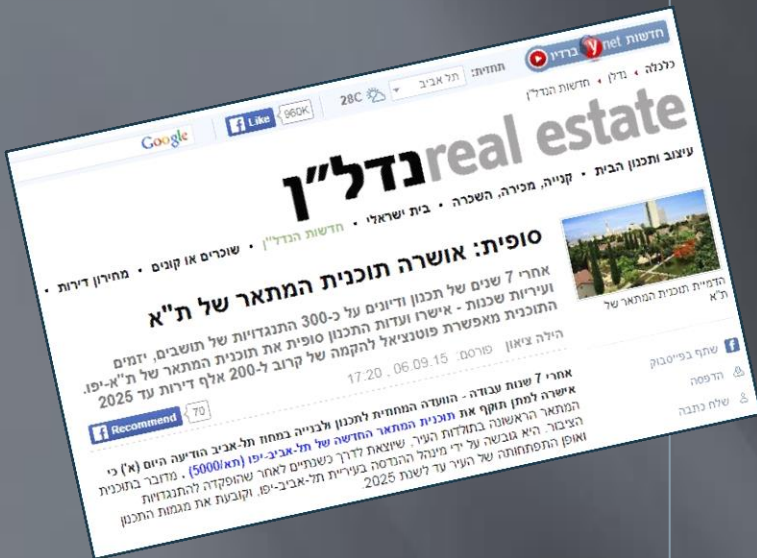 חדשות ynet ברדיו
תחזית: תל אביב 28C
Like 960K
Google
כלכלה נדלן חדשות הנדל"ן
נדל"ן real estate
עיצוב ותכנון הבית • קנייה, מכירה, השכרה • בית ישראלי • חדשות הנדל"ן • שוכרים או קונים • מחירון דירות •
סופית: אושרה תוכנית המתאר של ת"א
אחרי 7 שנים של תכנון ודיונים על כ-300 התנגדויות של תושבים, יזמים
ועיריות שכנות - אישרו ועדות התכנון סופית את תוכנית המתאר של ת"א-יפו.
התוכנית מאפשרת פוטנציאל להקמה של קרוב ל-200 אלף דירות עד 2025
הילה ציאון פורסם: 06.09.15 , 17:20
Recommend 70
אחרי 7 שנות עבודה - הוועדה המחוזית לתכנון ולבנייה במחוז תל-אביב הודיעה היום (א') כי
אישרה למתן תוקף את תוכנית המתאר החדשה של תל-אביב-יפו (תא/5000) . מדובר בתוכנית
המתאר הראשונה בתולדות העיר, שיוצאת לדרך כשנתיים לאחר שהופקדה להתנגדויות
הציבור. היא גובשה על ידי מינהל ההנדסה בעיריית תל-אביב-יפו, וקובעת את מגמות התכנון
ואופן התפתחותה של העיר עד לשנת 2025.
הדמיית תוכנית המתאר של
ת"א
שתף בפייסבוק
הדפסה
שלח כתבה